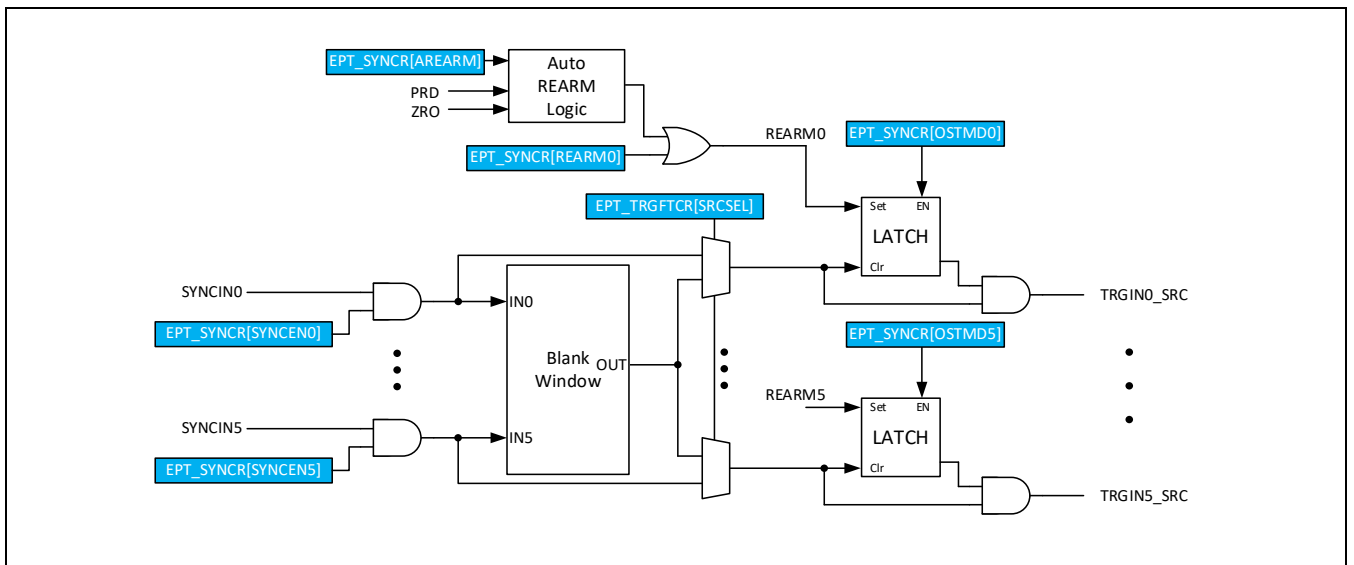 EPT_SYNCR[AREARM]
Auto
REARM
Logic
PRD
ZRO
EPT_SYNCR[REARM0]
REARM0
EPT_SYNCR[OSTMD0]
EPT_TRGFTCR[SRCSEL]
Set
EN
LATCH
Clr
SYNCIN0
EPT_SYNCR[SYNCEN0]
IN0
TRGIN0_SRC
Blank
Window
OUT
EPT_SYNCR[OSTMD5]
REARM5
Set
EN
LATCH
Clr
SYNCIN5
EPT_SYNCR[SYNCEN5]
IN5
TRGIN5_SRC